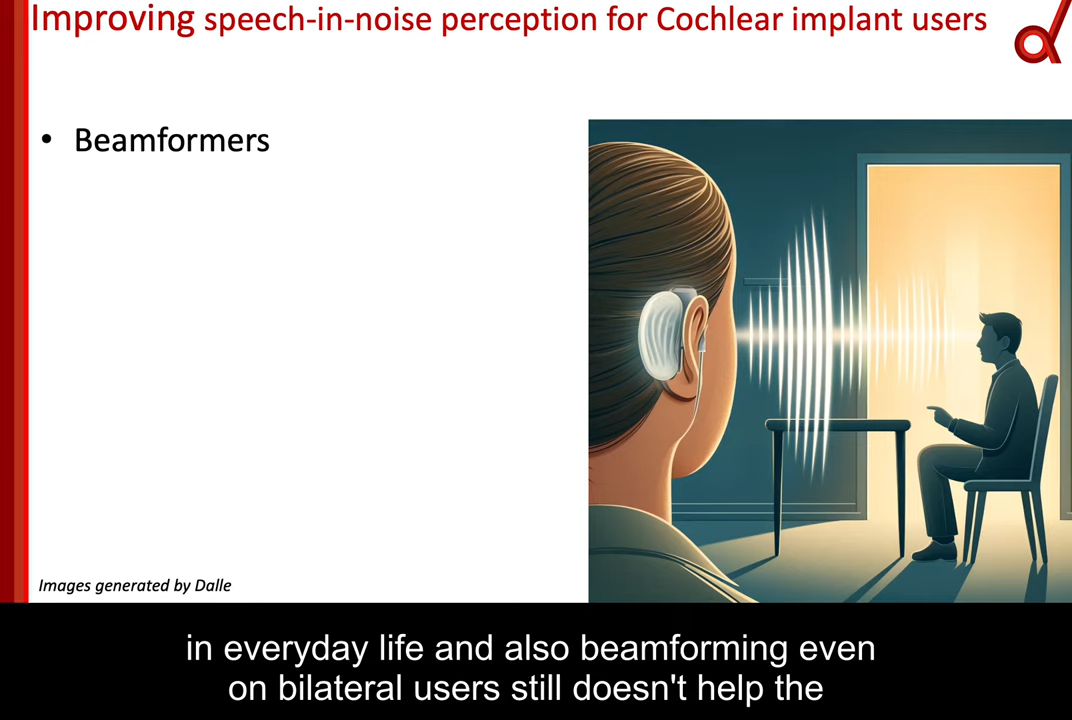 Improving speech-in-noise perception for Cochlear implant users
• Beamformers
Images generated by Dalle
in everyday life and also beamforming even
on bilateral users still doesn't help the